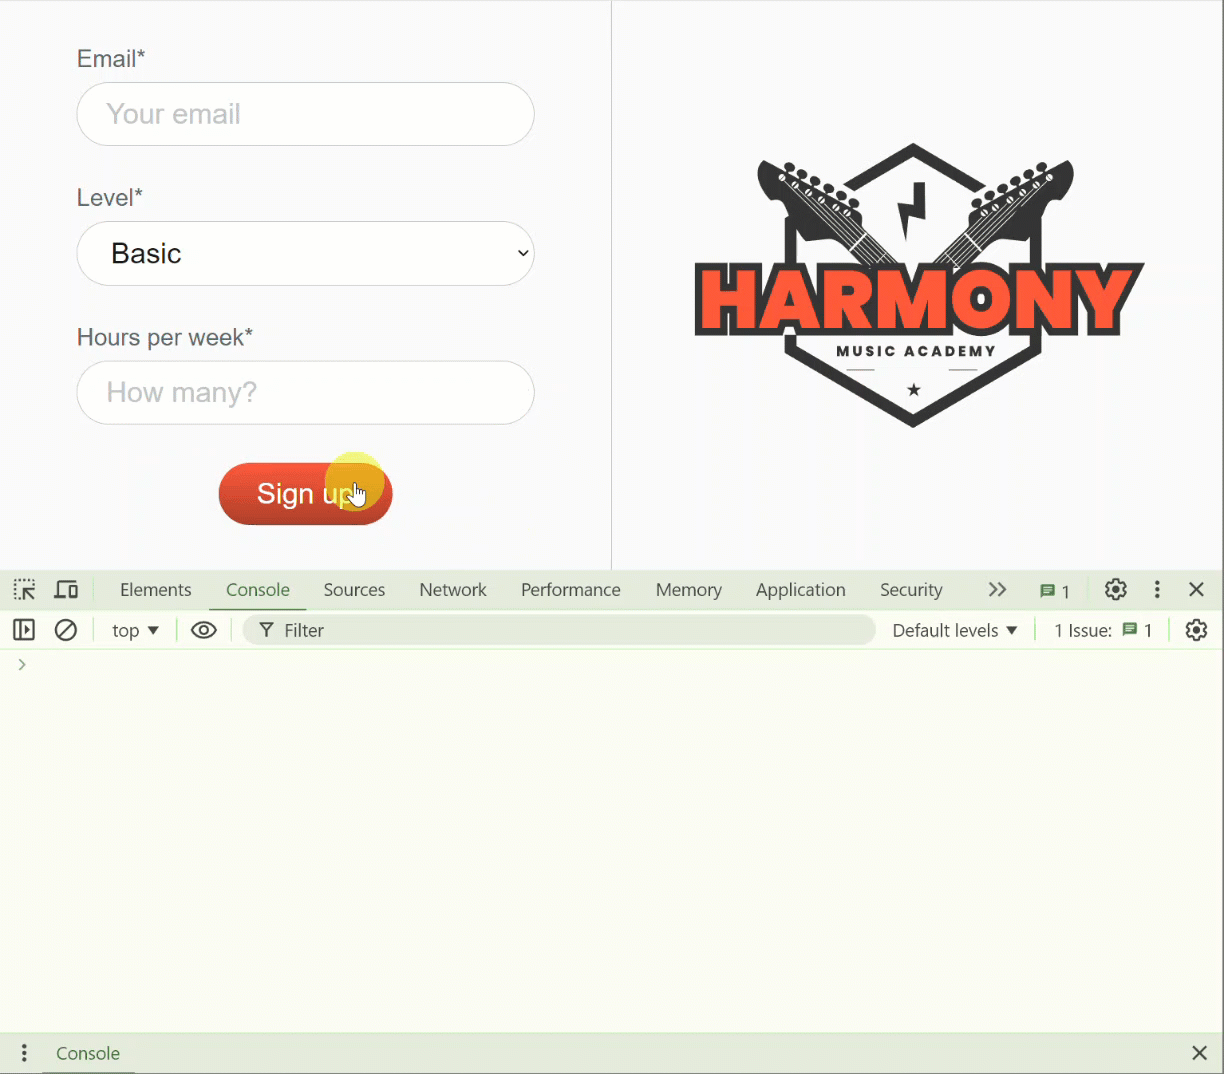 Email*
Your email
Level*
Basic
Hours per week*
How many?
Sign up
HARMONY
MUSIC ACADEMY
Elements Console Sources Network Performance Memory Application Security 1
top Filter Default levels 1 Issue: 1
Console